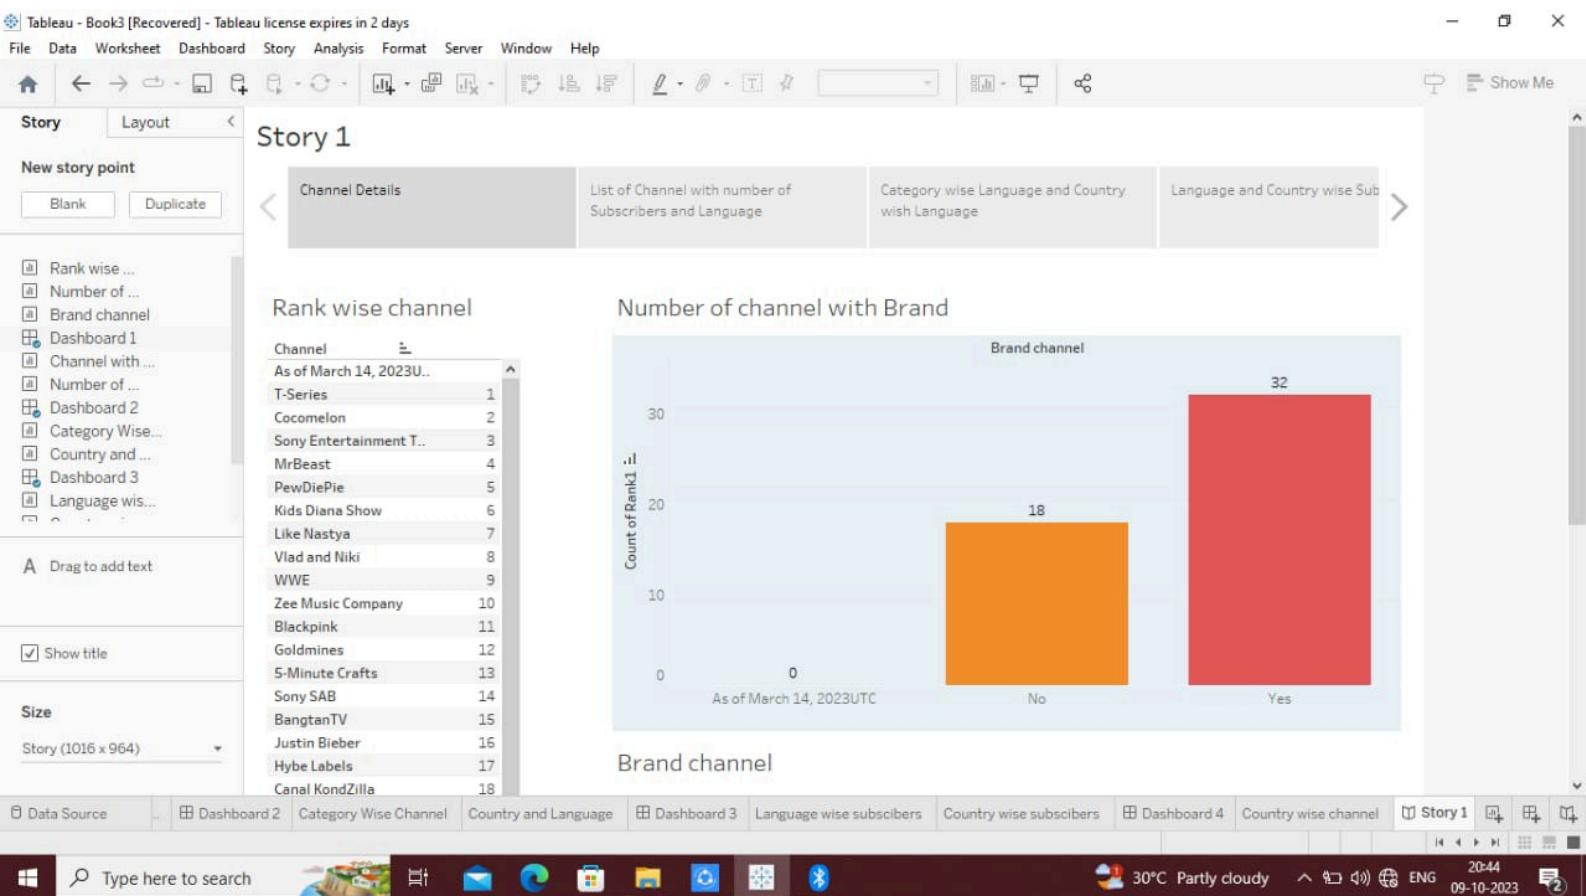 Tableau - Book3 [Recovered] - Tableau license expires in 2 days
File Data Worksheet Dashboard Story Analysis Format Server Window Help
Show Me
Story Layout
New story point
Blank Duplicate
Rank wise ...
Number of ...
Brand channel
Dashboard 1
Channel with ...
Number of ...
Dashboard 2
Category Wise...
Country and ...
Dashboard 3
Language wis...
A Drag to add text
Show title
Size
Story (1016 x 964)
Story 1
Channel Details
List of Channel with number of
Subscribers and Language
Category wise Language and Country
wish Language
Language and Country wise Sub
Rank wise channel
Channel
As of March 14, 2023U..
T-Series 1
Cocomelon 2
Sony Entertainment T.. 3
MrBeast 4
PewDiePie 5
Kids Diana Show 6
Like Nastya 7
Vlad and Niki 8
WWE 9
Zee Music Company 10
Blackpink 11
Goldmines 12
5-Minute Crafts 13
Sony SAB 14
BangtanTV 15
Justin Bieber 16
Hybe Labels 17
Canal KondZilla 18
Number of channel with Brand
Brand channel
Count of Rank1
30
20
10
0
0
18
32
As of March 14, 2023UTC No Yes
Brand channel
Data Source .. Dashboard 2 Category Wise Channel Country and Language Dashboard 3 Language wise subscibers Country wise subscibers Dashboard 4 Country wise channel Story 1
Type here to search
30°C Partly cloudy ENG
20:44
09-10-2023
2